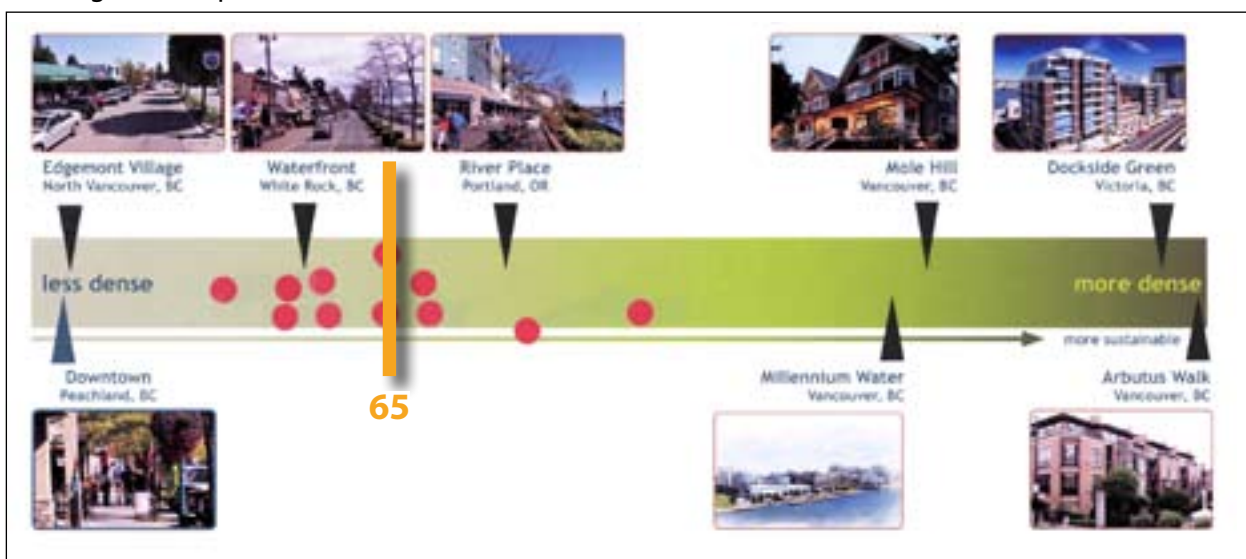 Edgemont Village
North Vancouver, BC
Waterfront
White Rock, BC
River Place
Portland, OR
Mole Hill
Vancouver, BC
Dockside Green
Victoria, BC
less dense
more dense
more sustainable
65
Downtown
Peachland, BC
Millennium Water
Vancouver, BC
Arbutus Walk
Vancouver, BC